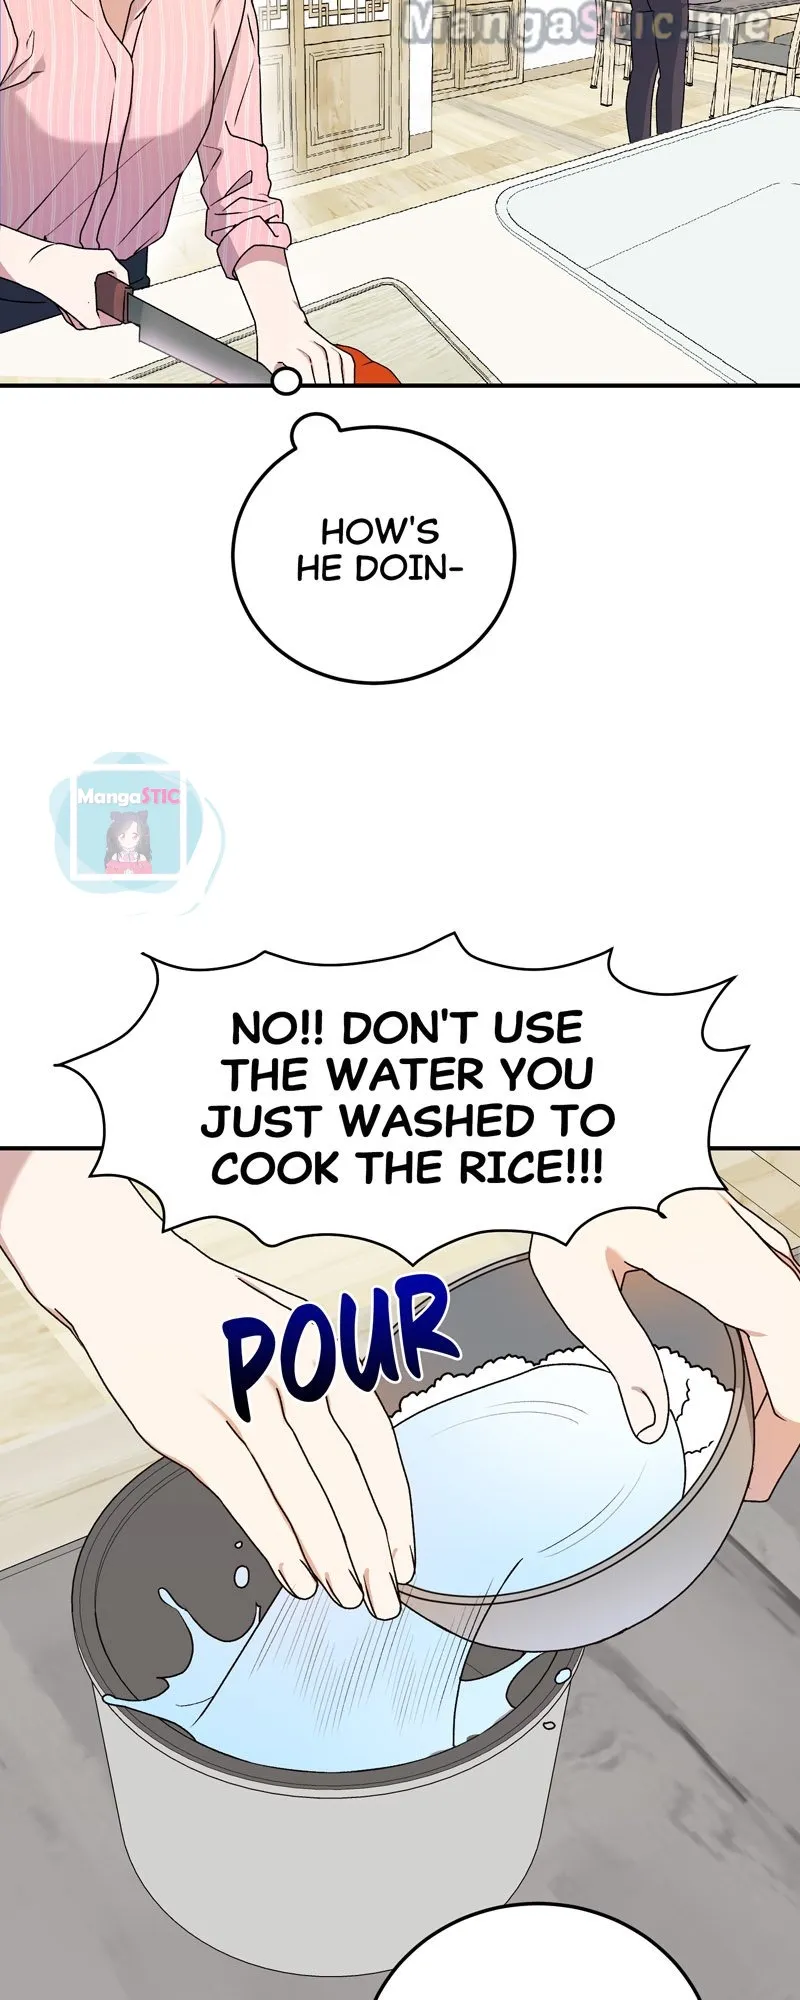 MangaStic.me
HOW'S
HE DOIN-
MangaSTIC
NO!! DON'T USE
THE WATER YOU
JUST WASHED TO
COOK THE RICE!!!
POUR